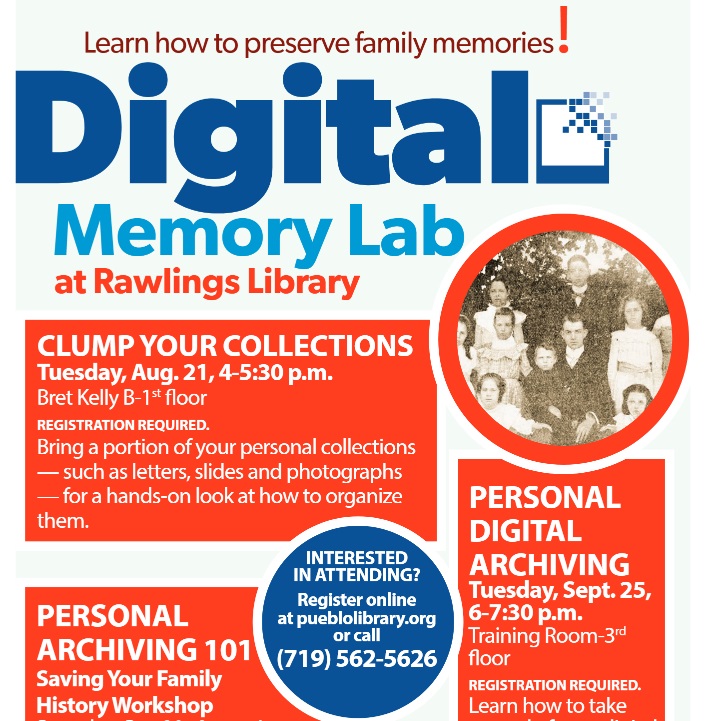 Learn how to preserve family memories!
Digital
Memory Lab
at Rawlings Library
CLUMP YOUR COLLECTIONS
Tuesday, Aug. 21, 4-5:30 p.m.
Bret Kelly B-1st floor
REGISTRATION REQUIRED.
Bring a portion of your personal collections
— such as letters, slides and photographs
— for a hands-on look at how to organize
them.
INTERESTED
IN ATTENDING?
Register online
at pueblolibrary.org
or call
(719) 562-5626
PERSONAL
ARCHIVING 101
Saving Your Family
History Workshop
PERSONAL
DIGITAL
ARCHIVING
Tuesday, Sept. 25,
6-7:30 p.m.
Training Room-3rd
floor
REGISTRATION REQUIRED.
Learn how to take